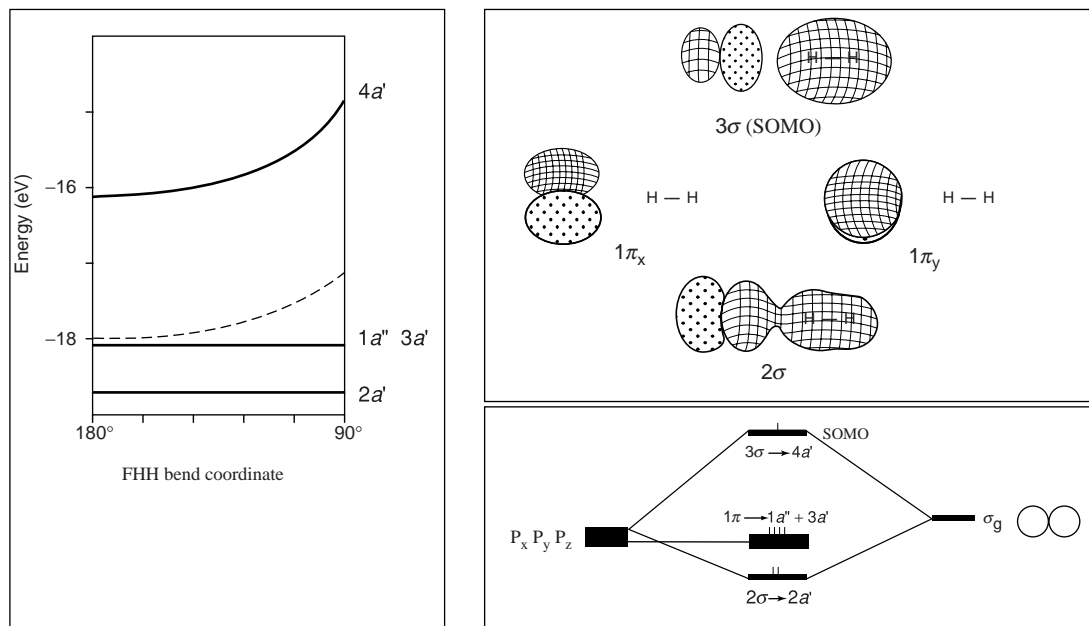 Energy (eV)
−16
−18
4a'
1a" 3a'
2a'
180°
90°
FHH bend coordinate
H — H
3σ (SOMO)
H — H
H — H
1πx
1πy
H — H
2σ
SOMO
3σ → 4a'
1π → 1a" + 3a'
Px Py Pz
σg
2σ → 2a'